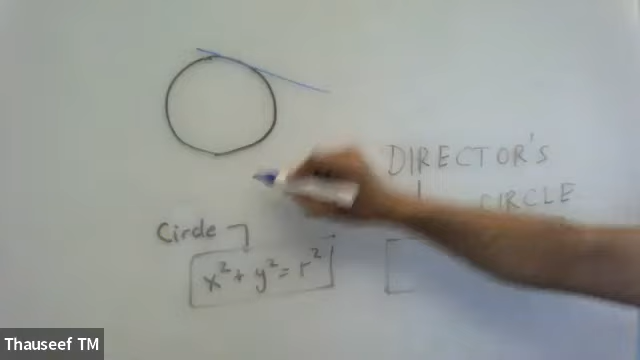 DIRECTOR'S
CIRCLE
Circle
x² + y² = r²
Thauseef TM